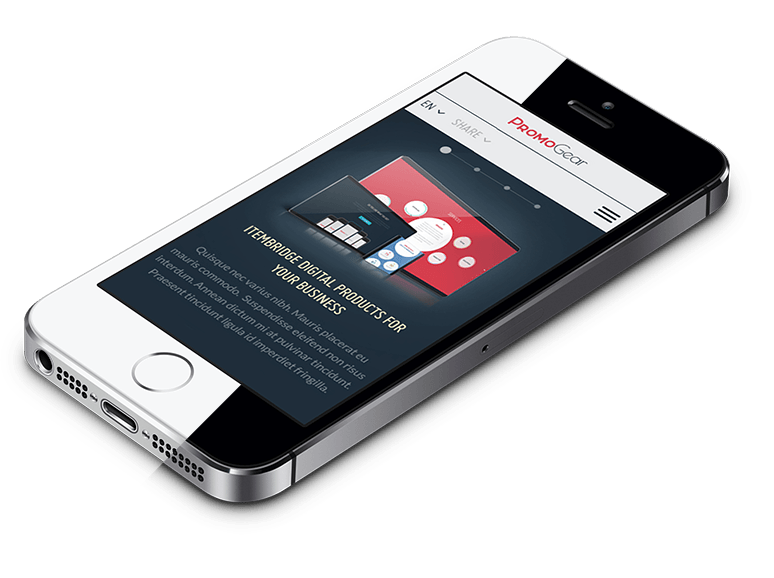 PromoGear
EN
SHARE
ITEMBRIDGE DIGITAL PRODUCTS FOR
YOUR BUSINESS
Quisque nec varius nibh. Mauris placerat eu
mauris commodo. Suspendisse eleifend non risus
interdum. Annean dictum mi at pulvinar tincidunt.
Praesent tincidunt ligula id imperdiet fringilla.